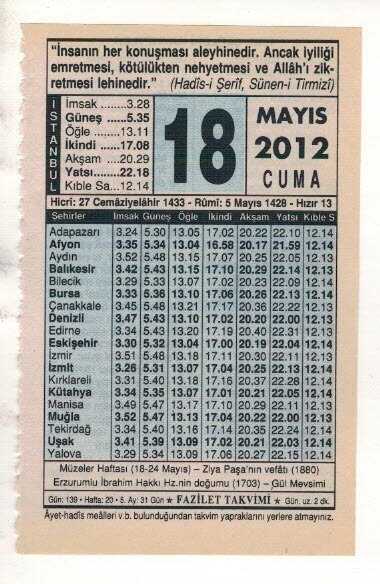 “İnsanın her konuşması aleyhinedir. Ancak iyiliği
emretmesi, kötülükten nehyetmesi ve Allâh'ı zik-
retmesi lehinedir.” (Hadîs-i Şerîf, Sünen-i Tirmizî)
İSTANBUL
İmsak ......3.28
Güneş .....5.35
Öğle .......13.11
İkindi .....17.08
Akşam ....20.29
Yatsı.......22.18
Kıble Sa...12.14
18
MAYIS
2012
CUMA
Hicrî: 27 Cemâziyelâhir 1433 - Rûmî: 5 Mayıs 1428 - Hızır 13
Şehirler İmsak Güneş Öğle İkindi Akşam Yatsı Kıble S
Adapazarı 3.24 5.30 13.05 17.02 20.22 22.10 12.14
Afyon 3.35 5.34 13.04 16.58 20.17 21.59 12.14
Aydın 3.52 5.48 13.15 17.07 20.25 22.05 12.13
Balıkesir 3.42 5.43 13.15 17.10 20.29 22.14 12.13
Bilecik 3.29 5.33 13.07 17.03 20.23 22.09 12.14
Bursa 3.33 5.36 13.10 17.06 20.26 22.13 12.14
Çanakkale 3.45 5.48 13.21 17.17 20.36 22.22 12.13
Denizli 3.47 5.43 13.10 17.02 20.20 22.00 12.13
Edirne 3.34 5.43 13.20 17.19 20.40 22.31 12.13
Eskişehir 3.30 5.32 13.04 17.00 20.19 22.04 12.14
İzmir 3.51 5.48 13.18 17.11 20.30 22.11 12.13
İzmit 3.26 5.31 13.07 17.04 20.25 22.13 12.14
Kırklareli 3.31 5.40 13.18 17.16 20.37 22.28 12.14
Kütahya 3.34 5.35 13.07 17.01 20.21 22.05 12.14
Manisa 3.49 5.47 13.17 17.10 20.29 22.11 12.13
Muğla 3.52 5.47 13.13 17.04 20.22 22.00 12.13
Tekirdağ 3.34 5.40 13.16 17.14 20.34 22.23 12.14
Uşak 3.41 5.39 13.09 17.02 20.21 22.03 12.14
Yalova 3.29 5.34 13.09 17.06 20.27 22.15 12.14
Müzeler Haftası (18-24 Mayıs) – Ziya Paşa'nın vefâtı (1880)
Erzurumlu İbrahim Hakkı Hz.nin doğumu (1703) – Gül Mevsimi
Gün: 139 • Hafta: 20 • 5. Ay: 31 Gün ★ FAZİLET TAKVİMİ ★ Gün. uz. 2 dk.
Âyet-hadîs meâlleri v.b. bulunduğundan takvim yapraklarını yerlere atmayınız.